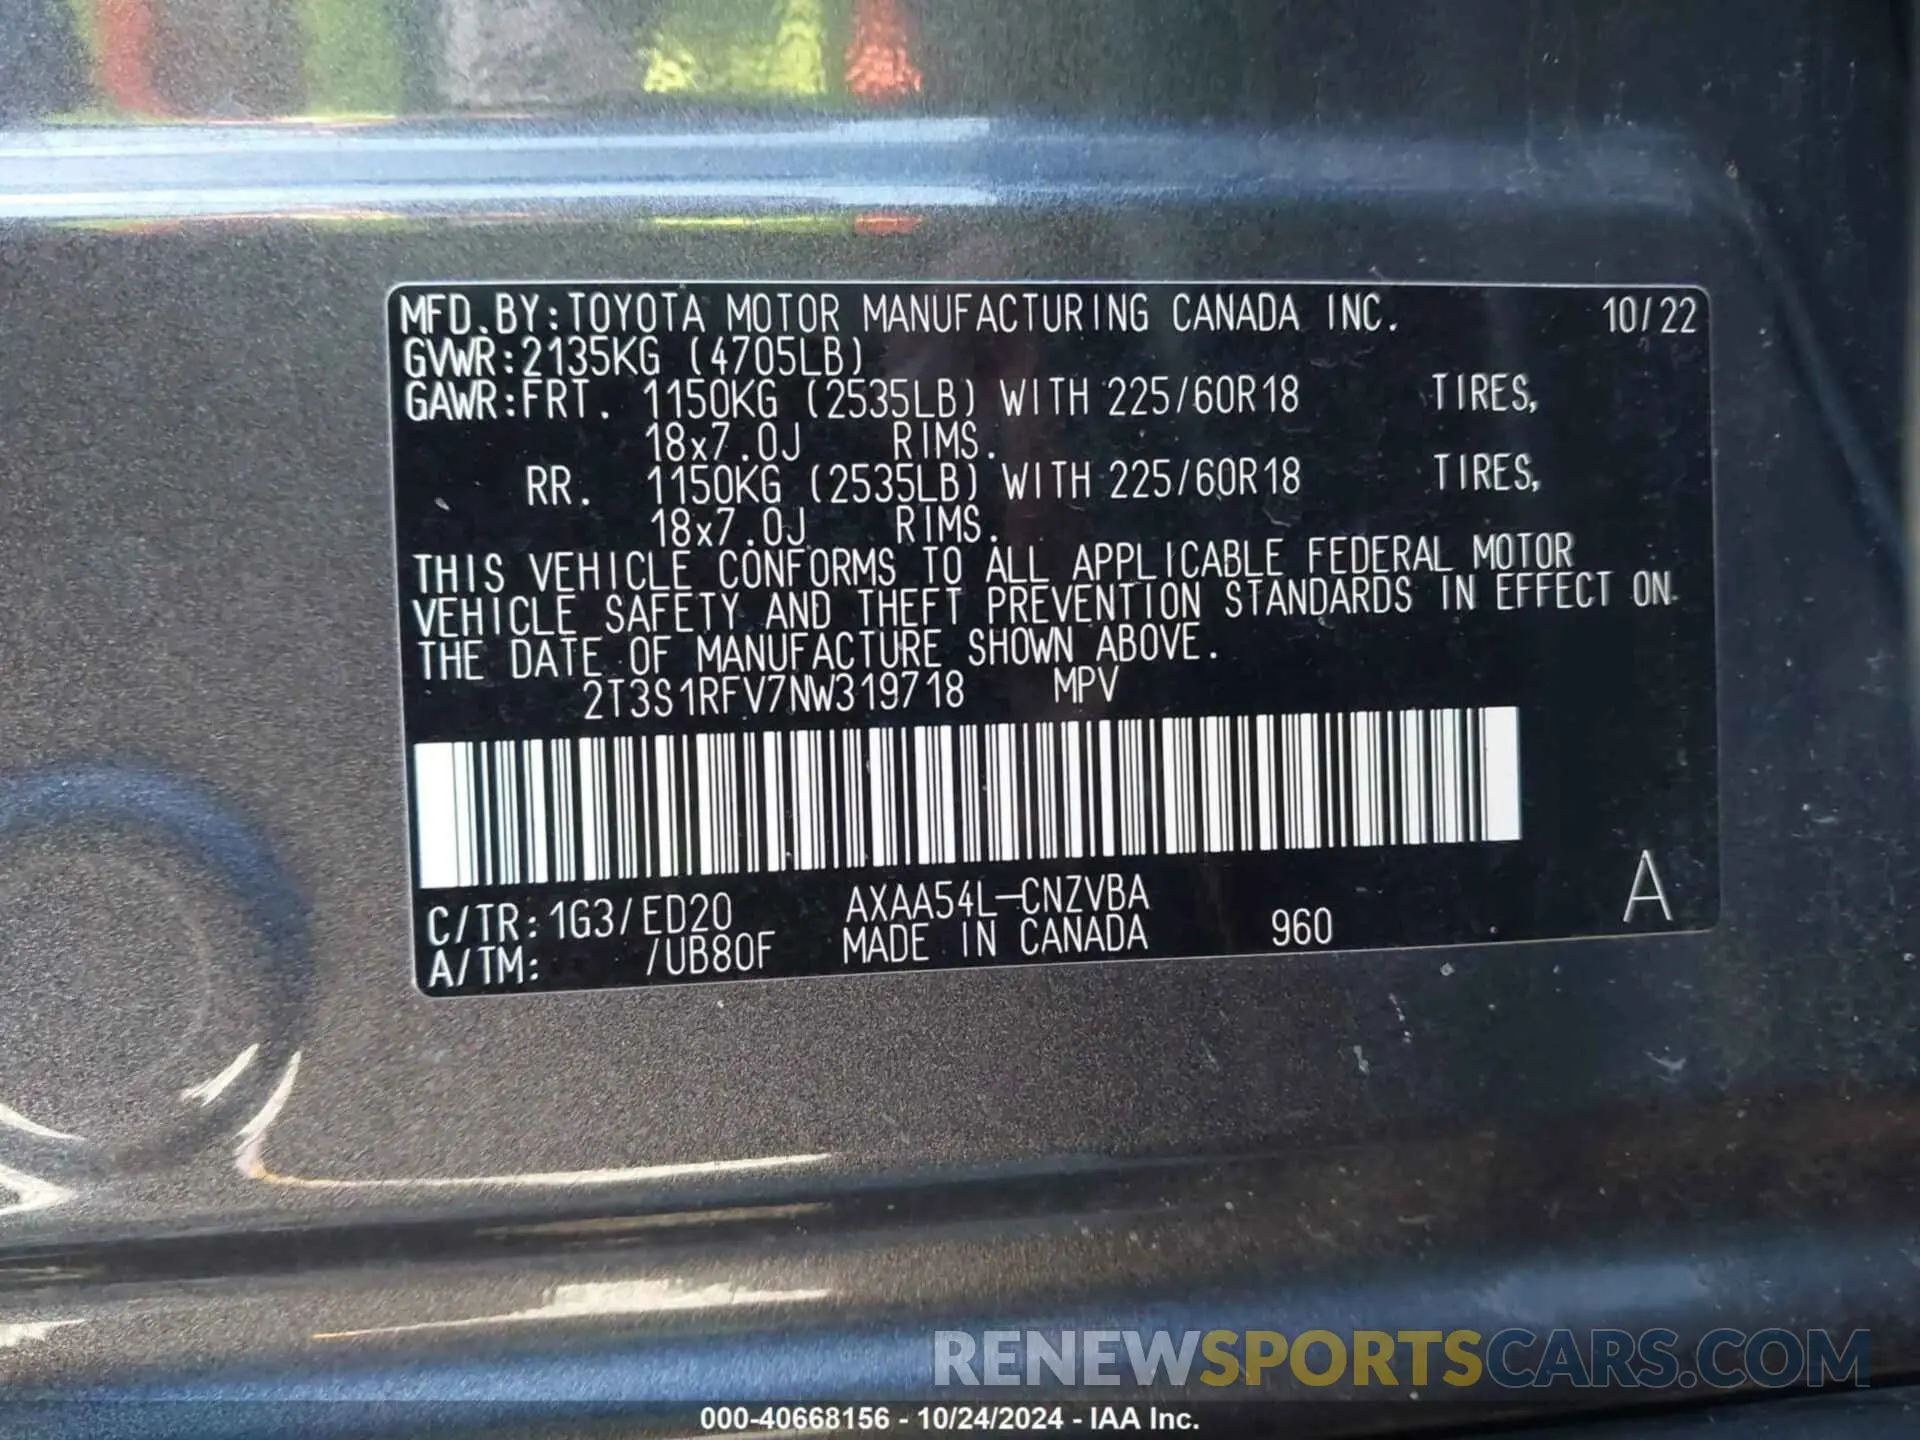 MFD.BY:TOYOTA MOTOR MANUFACTURING CANADA INC. 10/22
GVWR:2135KG (4705LB)
GAWR:FRT. 1150KG (2535LB) WITH 225/60R18 TIRES,
18x7.0J RIMS.
RR. 1150KG (2535LB) WITH 225/60R18 TIRES,
18x7.0J RIMS.
THIS VEHICLE CONFORMS TO ALL APPLICABLE FEDERAL MOTOR
VEHICLE SAFETY AND THEFT PREVENTION STANDARDS IN EFFECT ON
THE DATE OF MANUFACTURE SHOWN ABOVE.
2T3S1RFV7NW319718 MPV
C/TR:1G3/ED20 AXAA54L-CNZVBA A
A/TM: /UB80F MADE IN CANADA 960
RENEWSPORTSCARS.COM
000-40668156 - 10/24/2024 - IAA Inc.